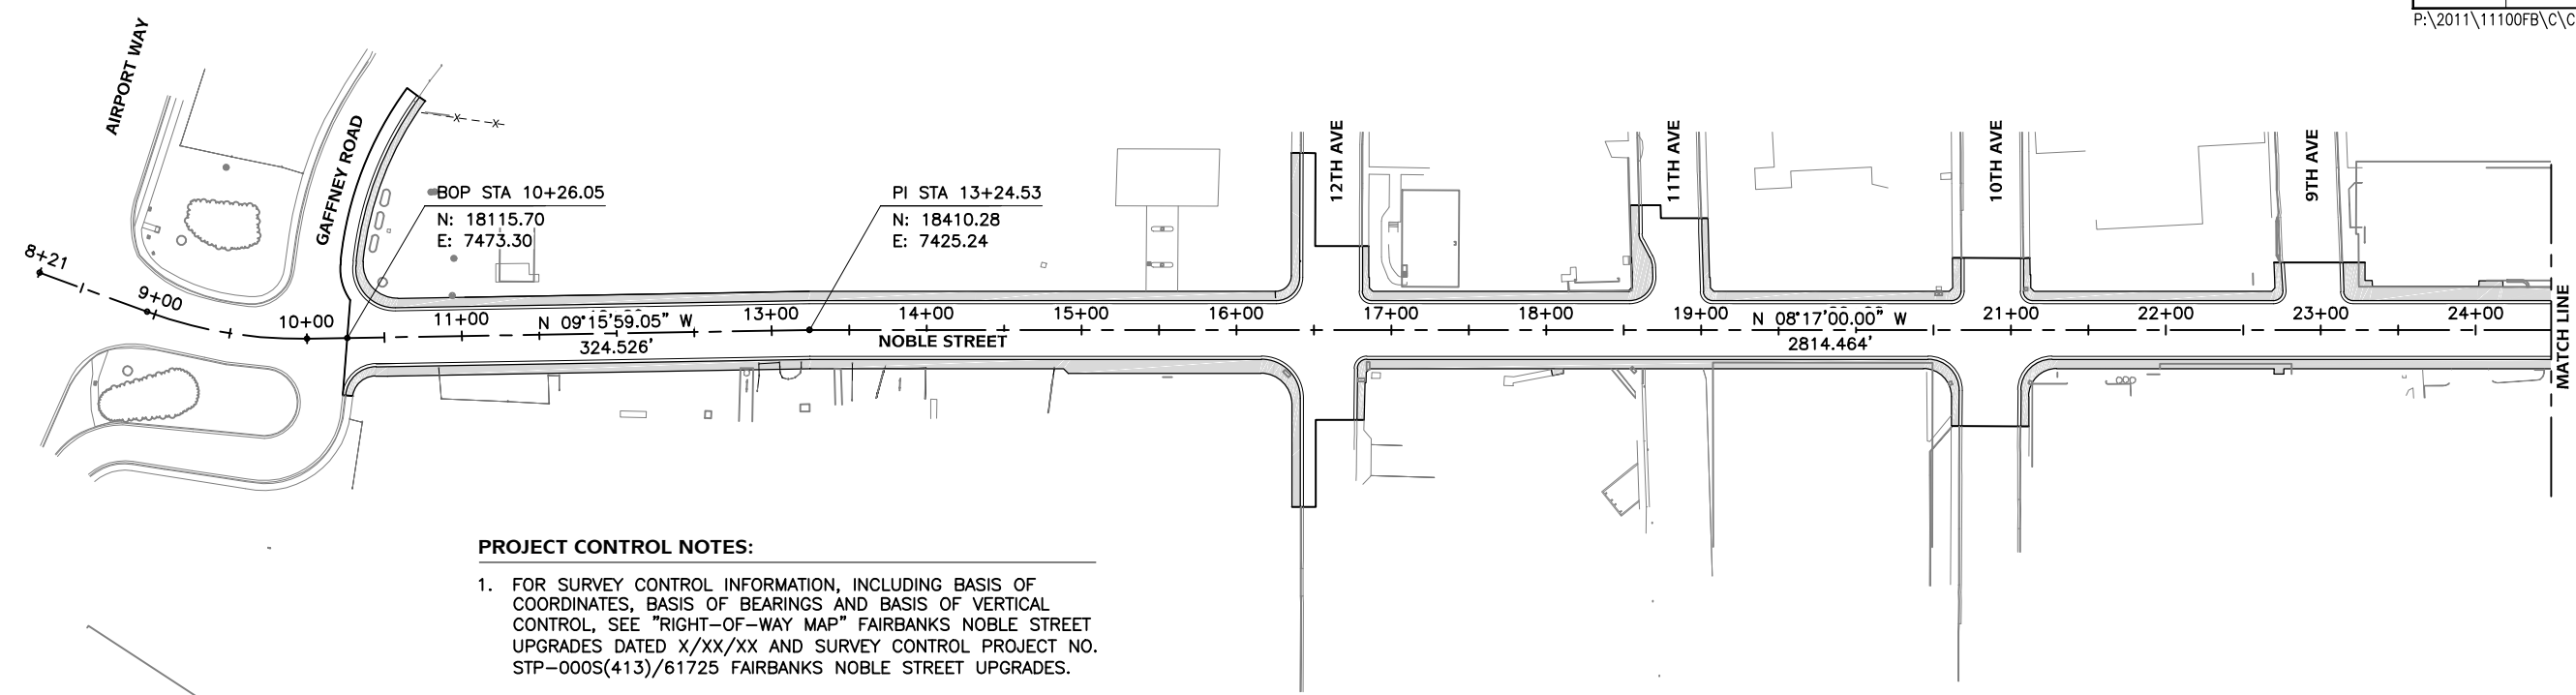 P:\2011\11100FB\C\C
AIRPORT WAY
GAFFNEY ROAD
12TH AVE
11TH AVE
10TH AVE
9TH AVE
BOP STA 10+26.05
N: 18115.70
E: 7473.30
PI STA 13+24.53
N: 18410.28
E: 7425.24
8+21
9+00
10+00
11+00
N 09°15'59.05" W
324.526'
13+00
14+00
NOBLE STREET
15+00
16+00
17+00
18+00
19+00
N 08°17'00.00" W
2814.464'
21+00
22+00
23+00
24+00
MATCH LINE
PROJECT CONTROL NOTES:
1. FOR SURVEY CONTROL INFORMATION, INCLUDING BASIS OF
COORDINATES, BASIS OF BEARINGS AND BASIS OF VERTICAL
CONTROL, SEE "RIGHT-OF-WAY MAP" FAIRBANKS NOBLE STREET
UPGRADES DATED X/XX/XX AND SURVEY CONTROL PROJECT NO.
STP-000S(413)/61725 FAIRBANKS NOBLE STREET UPGRADES.